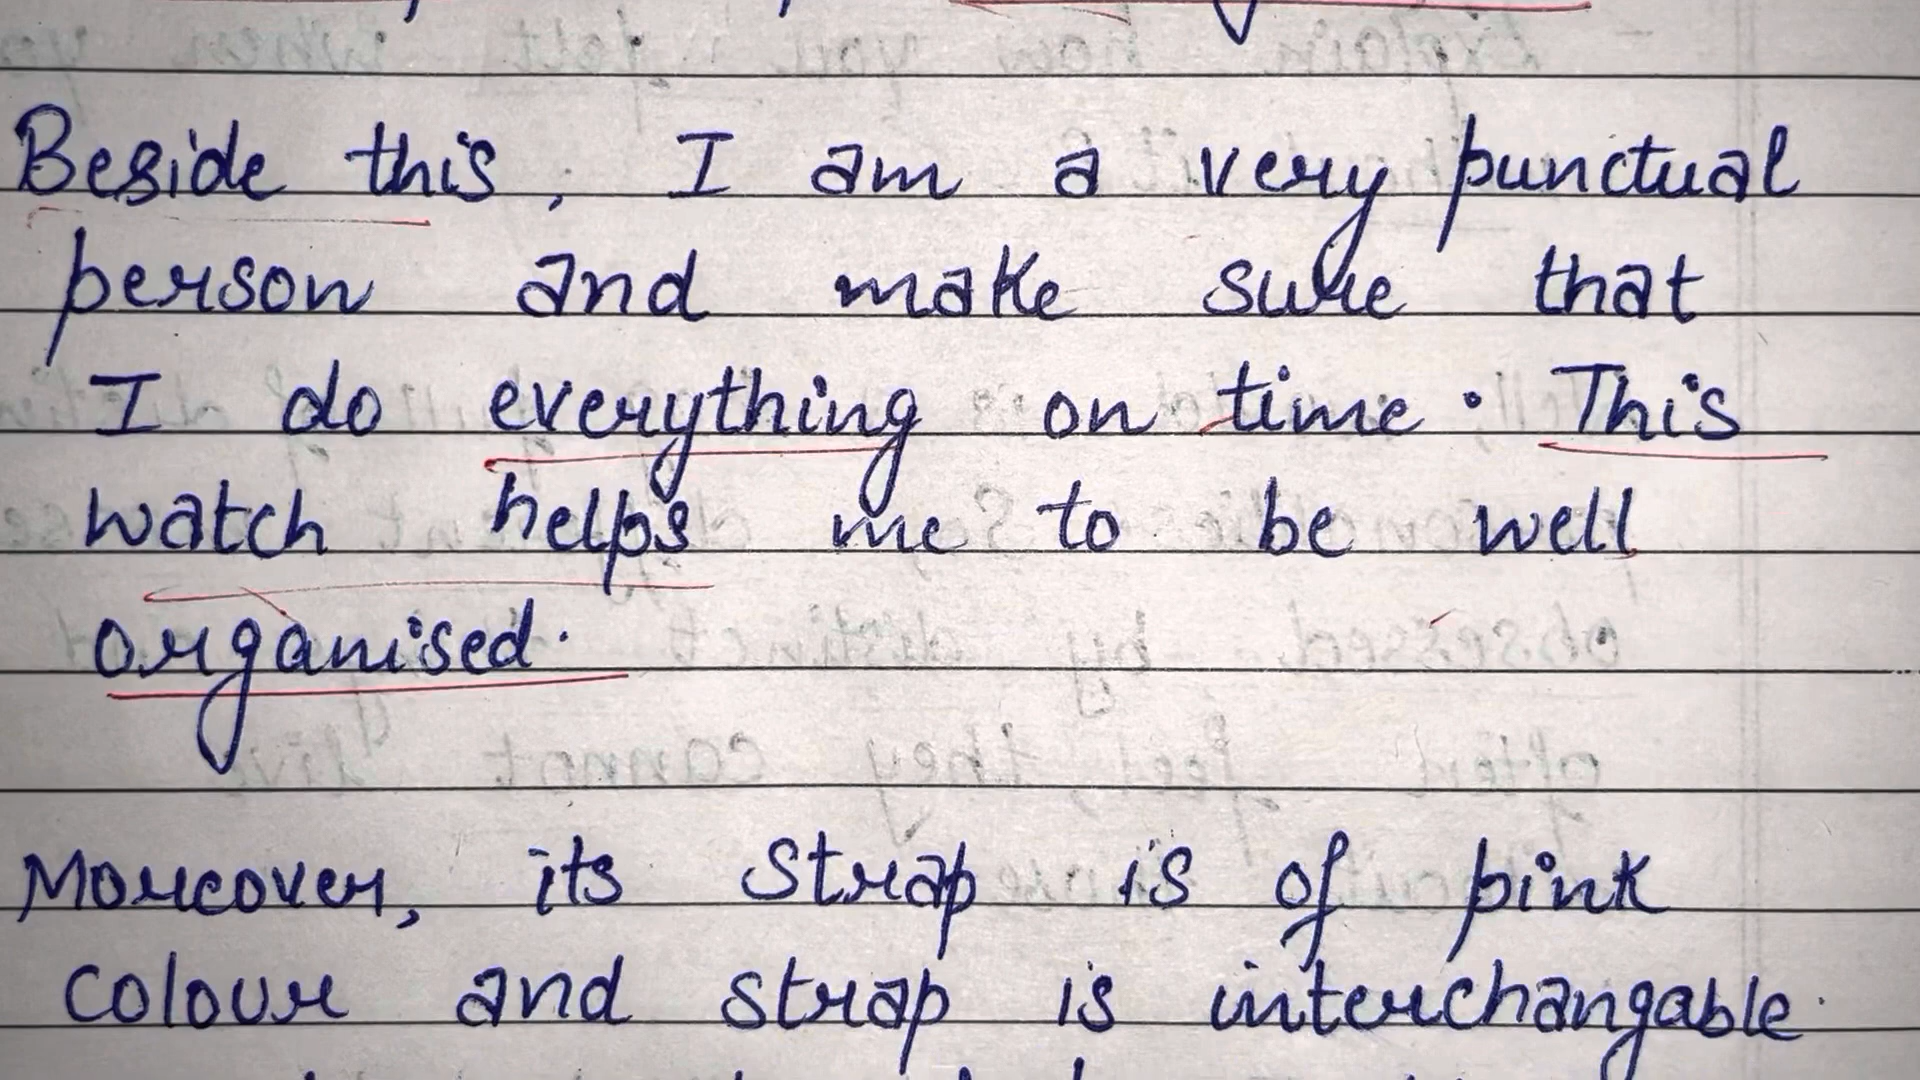 Beside this, I am a very punctual
person and make sure that
I do everything on time. This
watch helps me to be well
organised.
Moreover, its strap is of pink
colour and strap is interchangable.